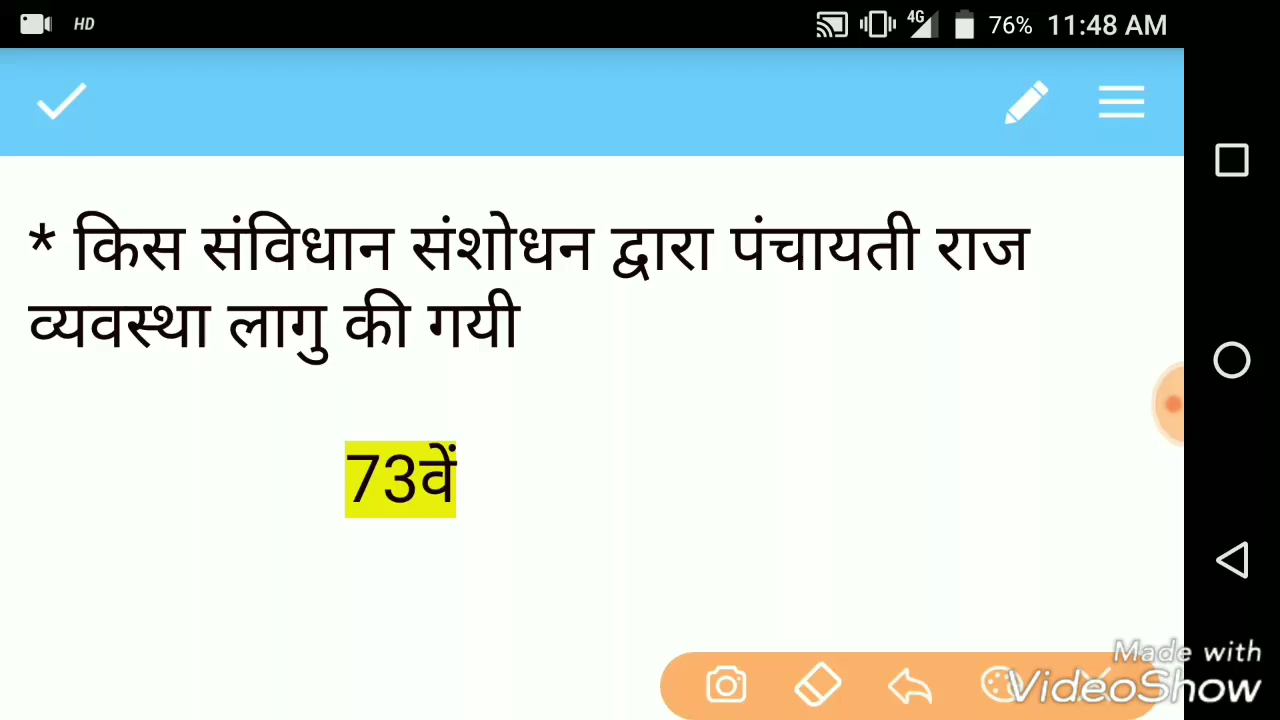 HD 4G 76% 11:48 AM
* किस संविधान संशोधन द्वारा पंचायती राज
व्यवस्था लागु की गयी
73वें
Made with
VideoShow